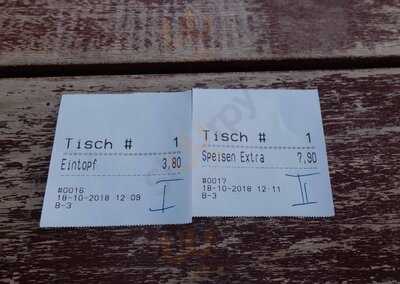 Tisch # 1
Eintopf 3,80
#0016
18-10-2018 12 09
B-3
I
Tisch # 1
Speisen Extra 7,90
#0017
18-10-2018 12,11
B-3
II